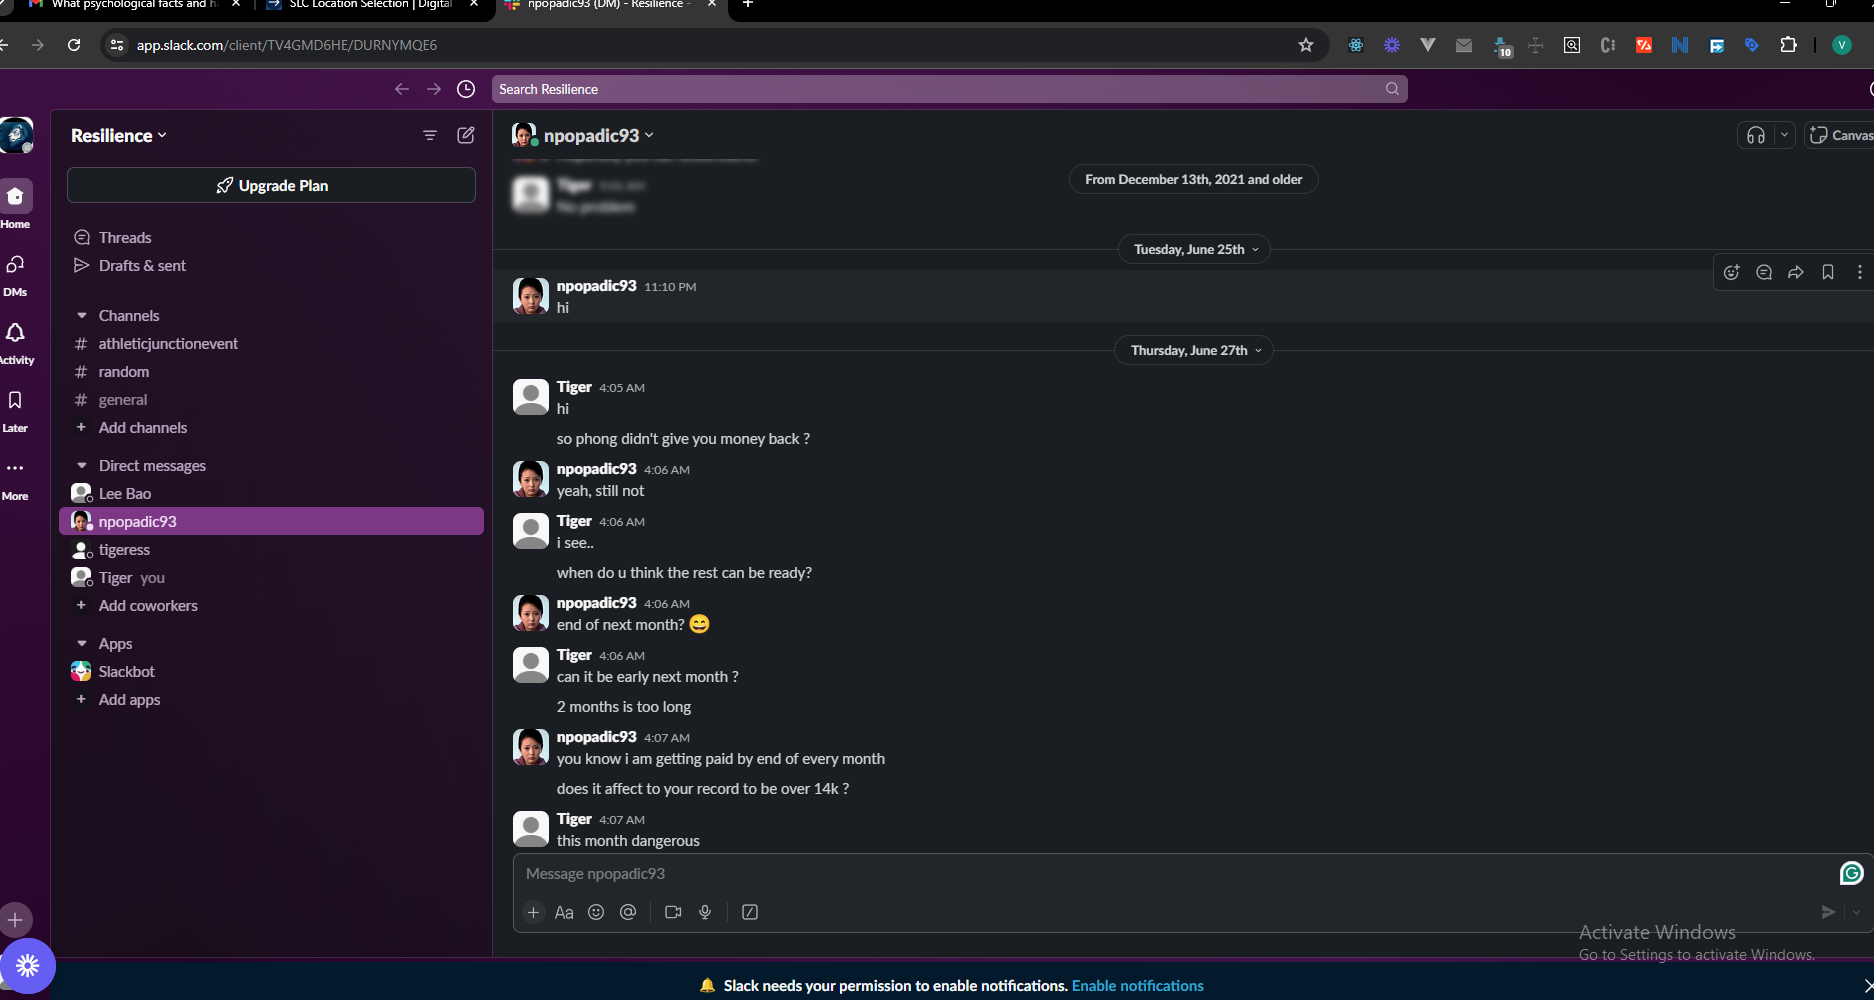 What psychological facts and h
SLC Location Selection | Digital
npopadic93 (DM) - Resilience -
app.slack.com/client/TV4GMD6HE/DURNYMQE6
10
V
Search Resilience
Resilience
npopadic93
Canvas
Upgrade Plan
From December 13th, 2021 and older
Tiger
No problem
Home
Threads
Drafts & sent
DMs
Channels
# athleticjunctionevent
# random
# general
+ Add channels
Activity
Later
Direct messages
Lee Bao
npopadic93
tigeress
Tiger you
+ Add coworkers
More
Apps
Slackbot
+ Add apps
Tuesday, June 25th
npopadic93 11:10 PM
hi
Thursday, June 27th
Tiger 4:05 AM
hi
so phong didn't give you money back ?
npopadic93 4:06 AM
yeah, still not
Tiger 4:06 AM
i see..
when do u think the rest can be ready?
npopadic93 4:06 AM
end of next month? 😄
Tiger 4:06 AM
can it be early next month ?
2 months is too long
npopadic93 4:07 AM
you know i am getting paid by end of every month
does it affect to your record to be over 14k ?
Tiger 4:07 AM
this month dangerous
Message npopadic93
Aa
Activate Windows
Go to Settings to activate Windows.
Slack needs your permission to enable notifications. Enable notifications